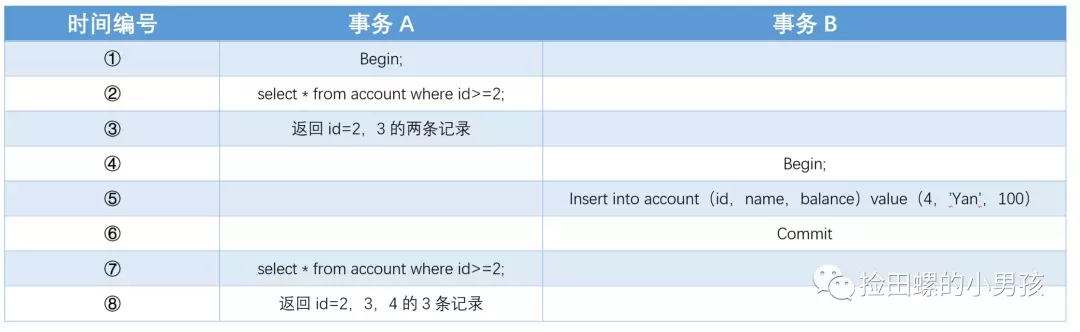 时间编号 事务 A 事务 B
① Begin;
② select * from account where id>=2;
③ 返回 id=2，3 的两条记录
④ Begin;
⑤ Insert into account（id，name，balance）value（4，'Yan'，100）
⑥ Commit
⑦ select * from account where id>=2;
⑧ 返回 id=2，3，4 的 3 条记录
捡田螺的小男孩